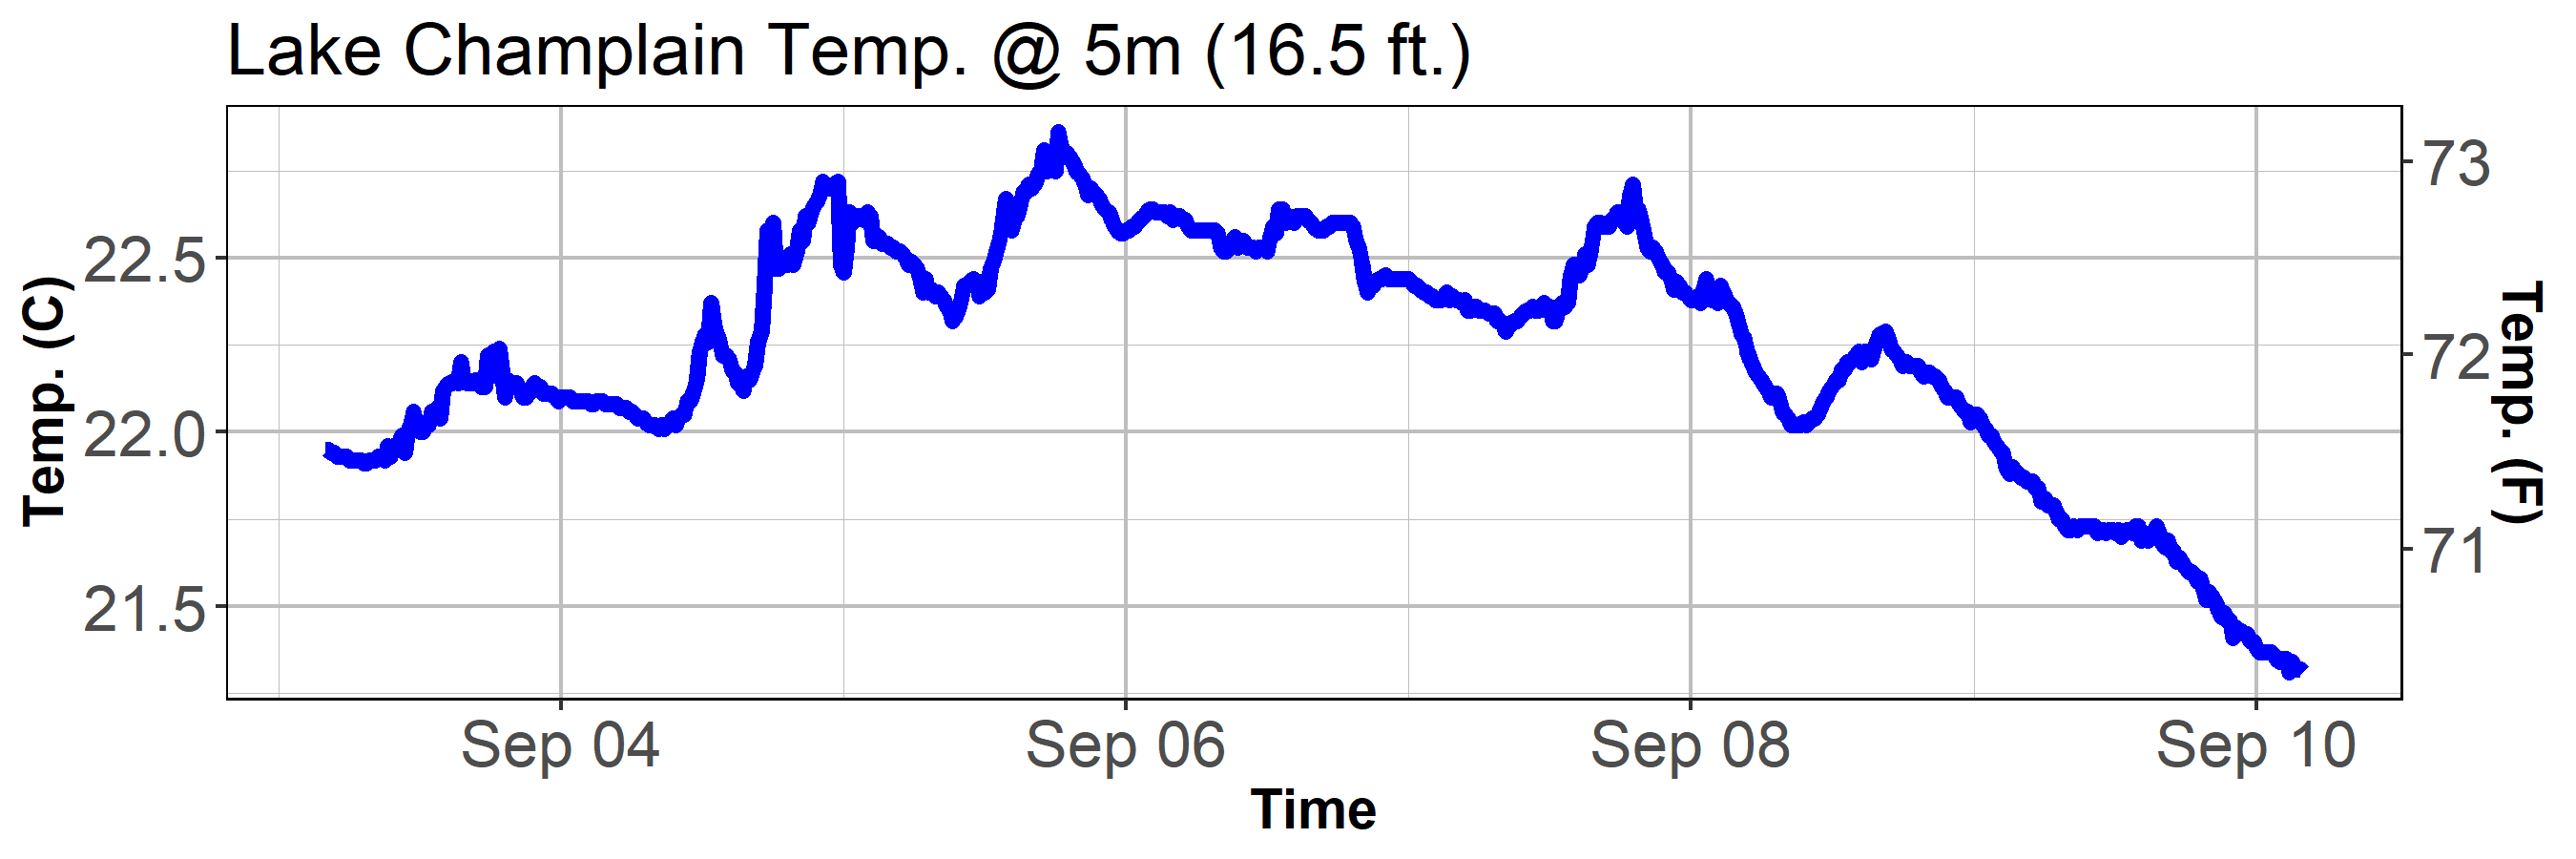 Lake Champlain Temp. @ 5m (16.5 ft.)
Temp. (C)
22.5
22.0
21.5
73
72
71
Temp. (F)
Sep 04
Sep 06
Sep 08
Sep 10
Time